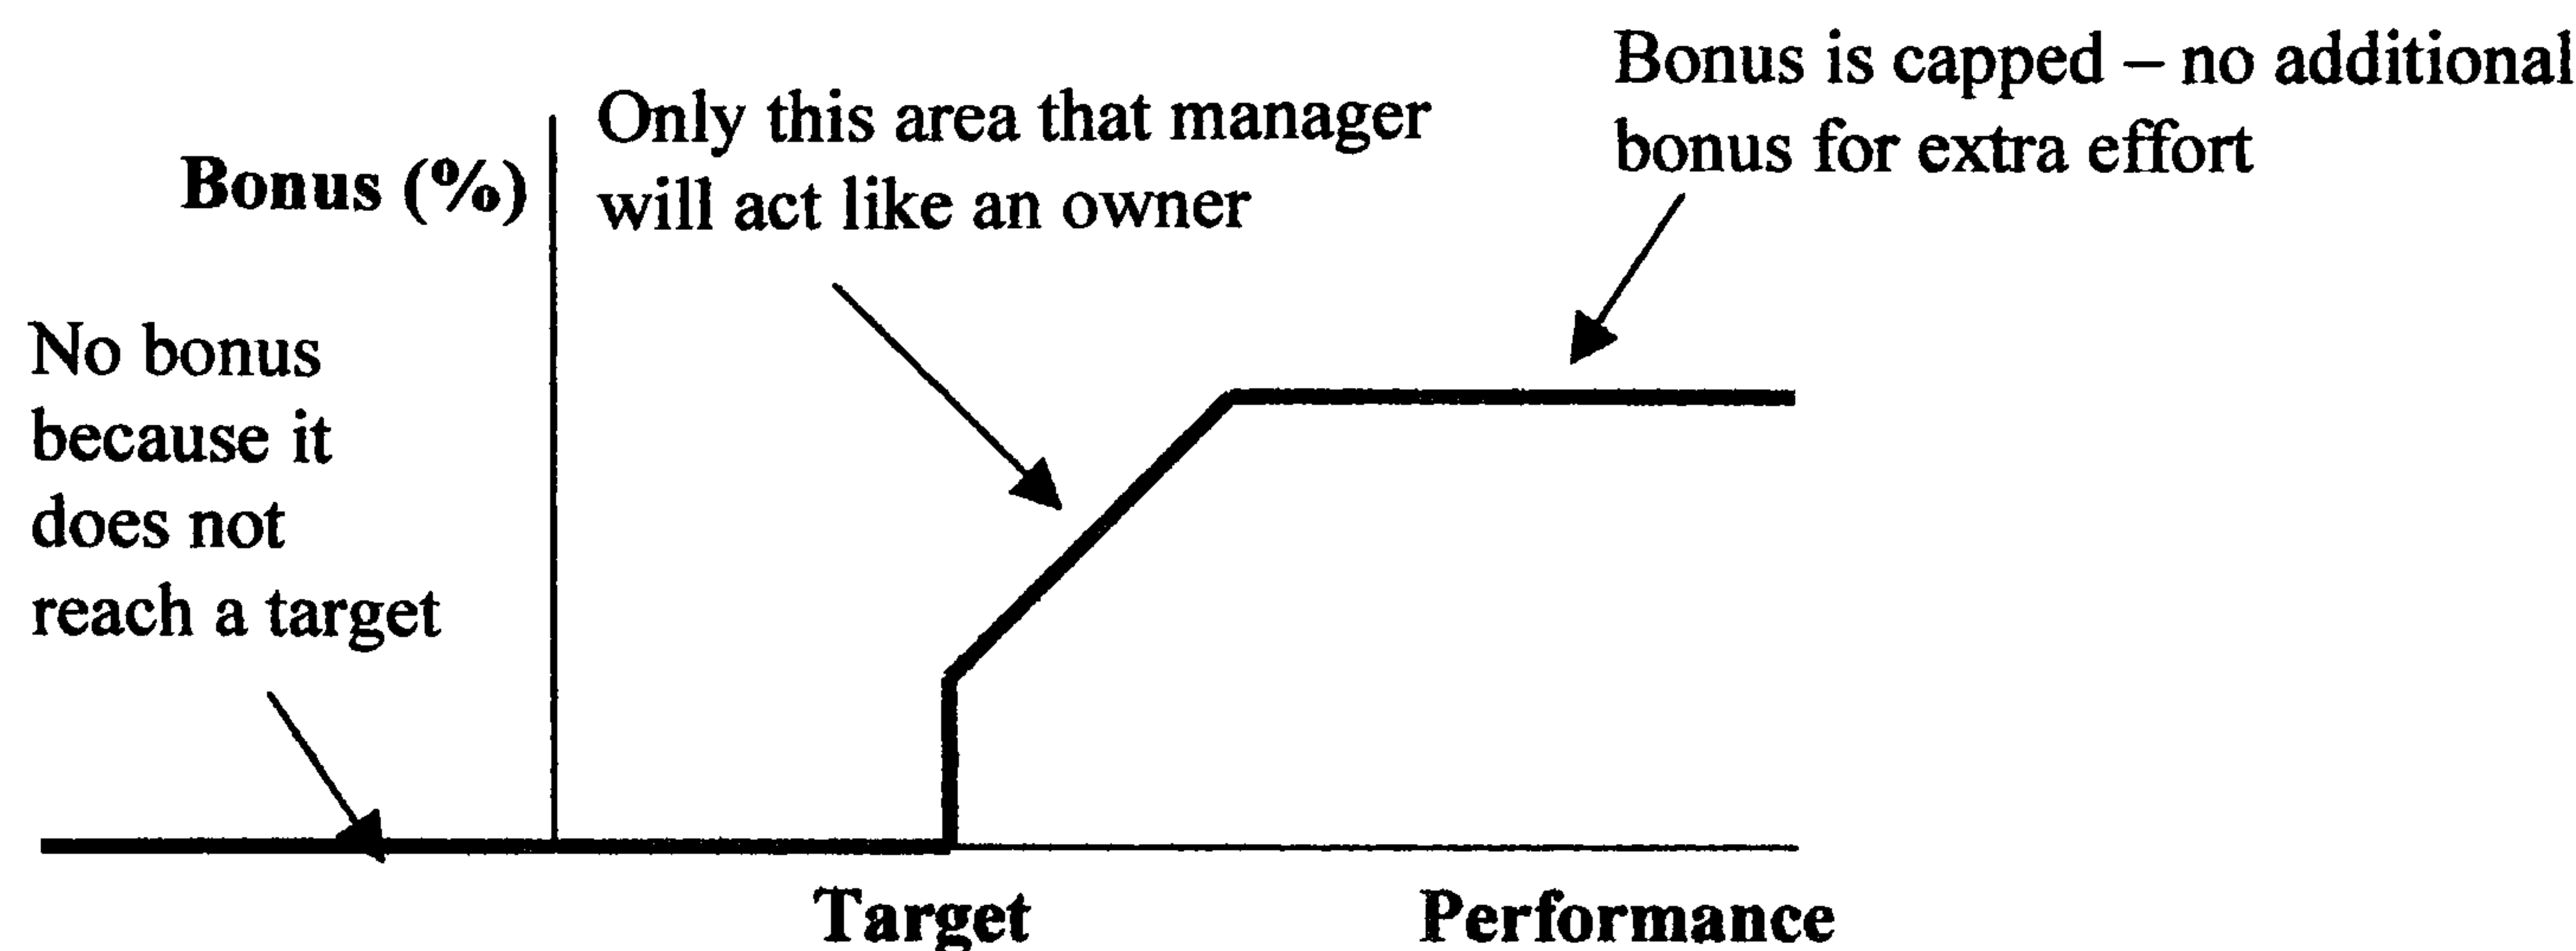 Bonus is capped – no additional
bonus for extra effort
Only this area that manager
will act like an owner
Bonus (%)
No bonus
because it
does not
reach a target
Target
Performance